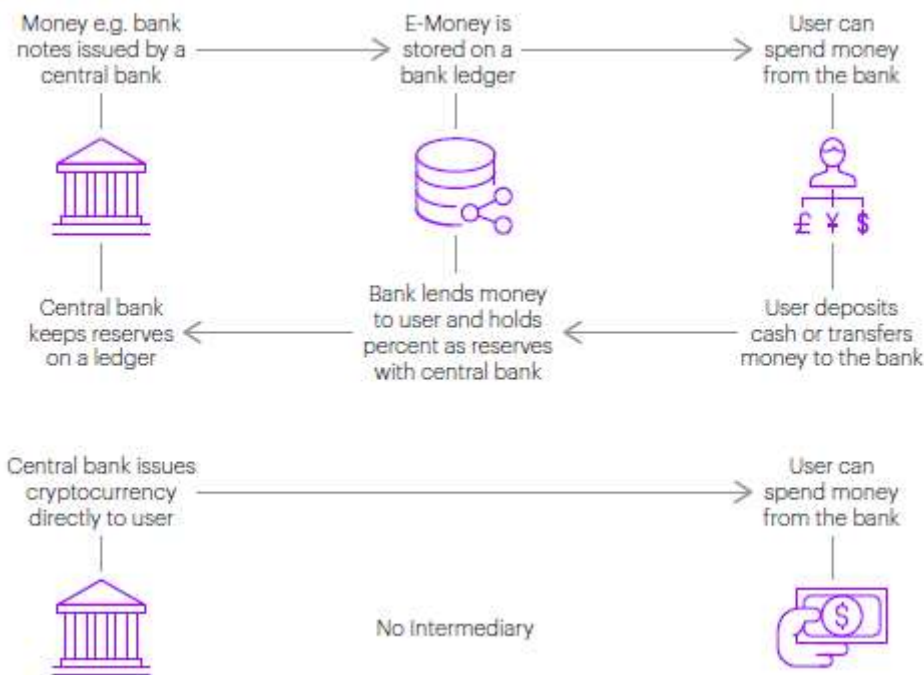 Money e.g. bank
notes issued by a
central bank
E-Money is
stored on a
bank ledger
User can
spend money
from the bank
£ ¥ $
Central bank
keeps reserves
on a ledger
Bank lends money
to user and holds
percent as reserves
with central bank
User deposits
cash or transfers
money to the bank
Central bank issues
cryptocurrency
directly to user
User can
spend money
from the bank
No Intermediary
$